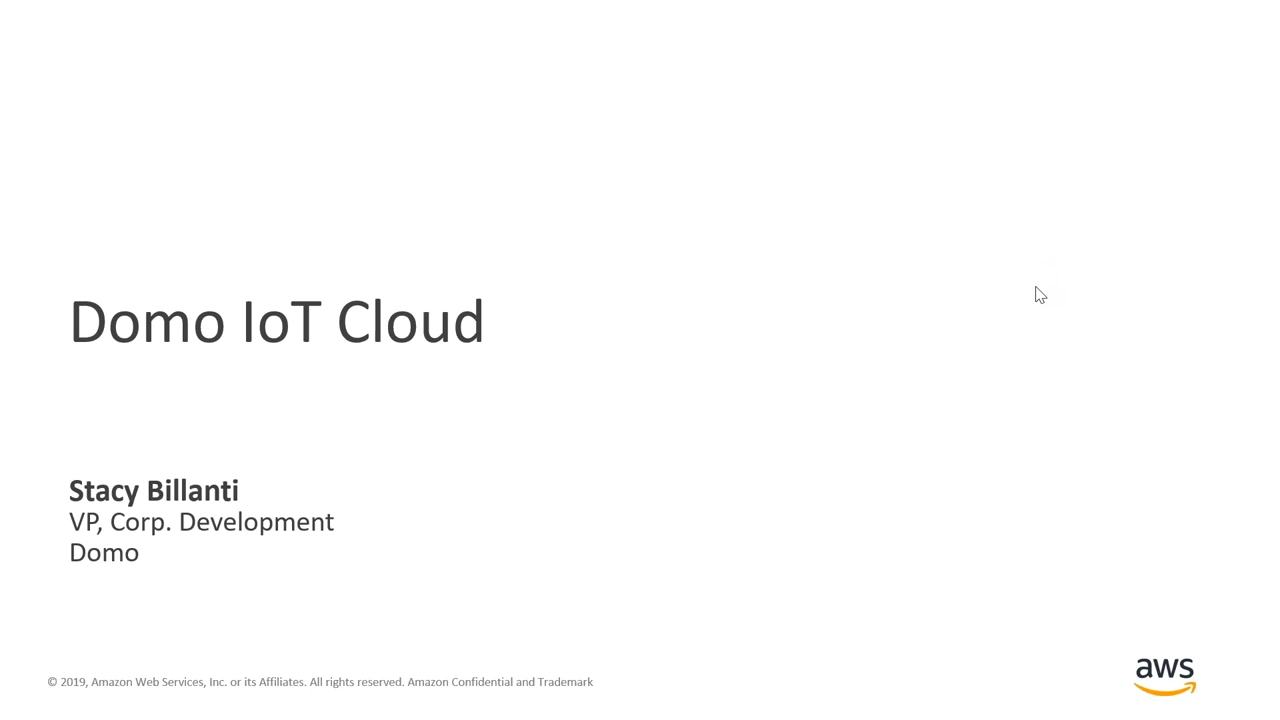 Domo IoT Cloud
Stacy Billanti
VP, Corp. Development
Domo
© 2019, Amazon Web Services, Inc. or its Affiliates. All rights reserved. Amazon Confidential and Trademark
aws